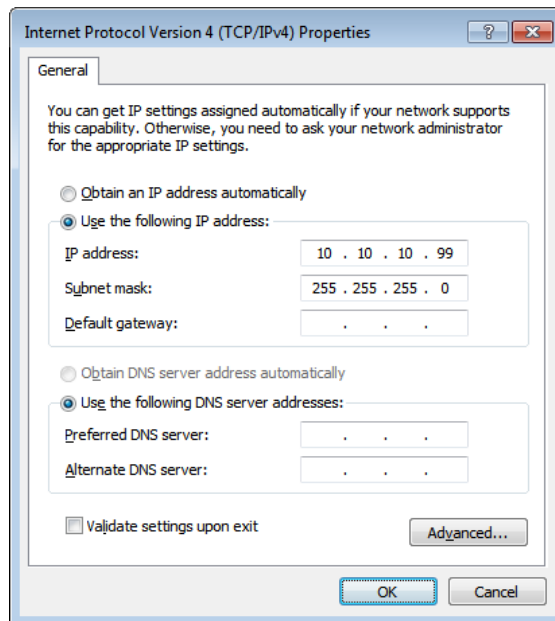 Internet Protocol Version 4 (TCP/IPv4) Properties
?
General
You can get IP settings assigned automatically if your network supports
this capability. Otherwise, you need to ask your network administrator
for the appropriate IP settings.
Obtain an IP address automatically
Use the following IP address:
IP address: 10 . 10 . 10 . 99
Subnet mask: 255 . 255 . 255 . 0
Default gateway: . . .
Obtain DNS server address automatically
Use the following DNS server addresses:
Preferred DNS server: . . .
Alternate DNS server: . . .
Validate settings upon exit
Advanced...
OK Cancel